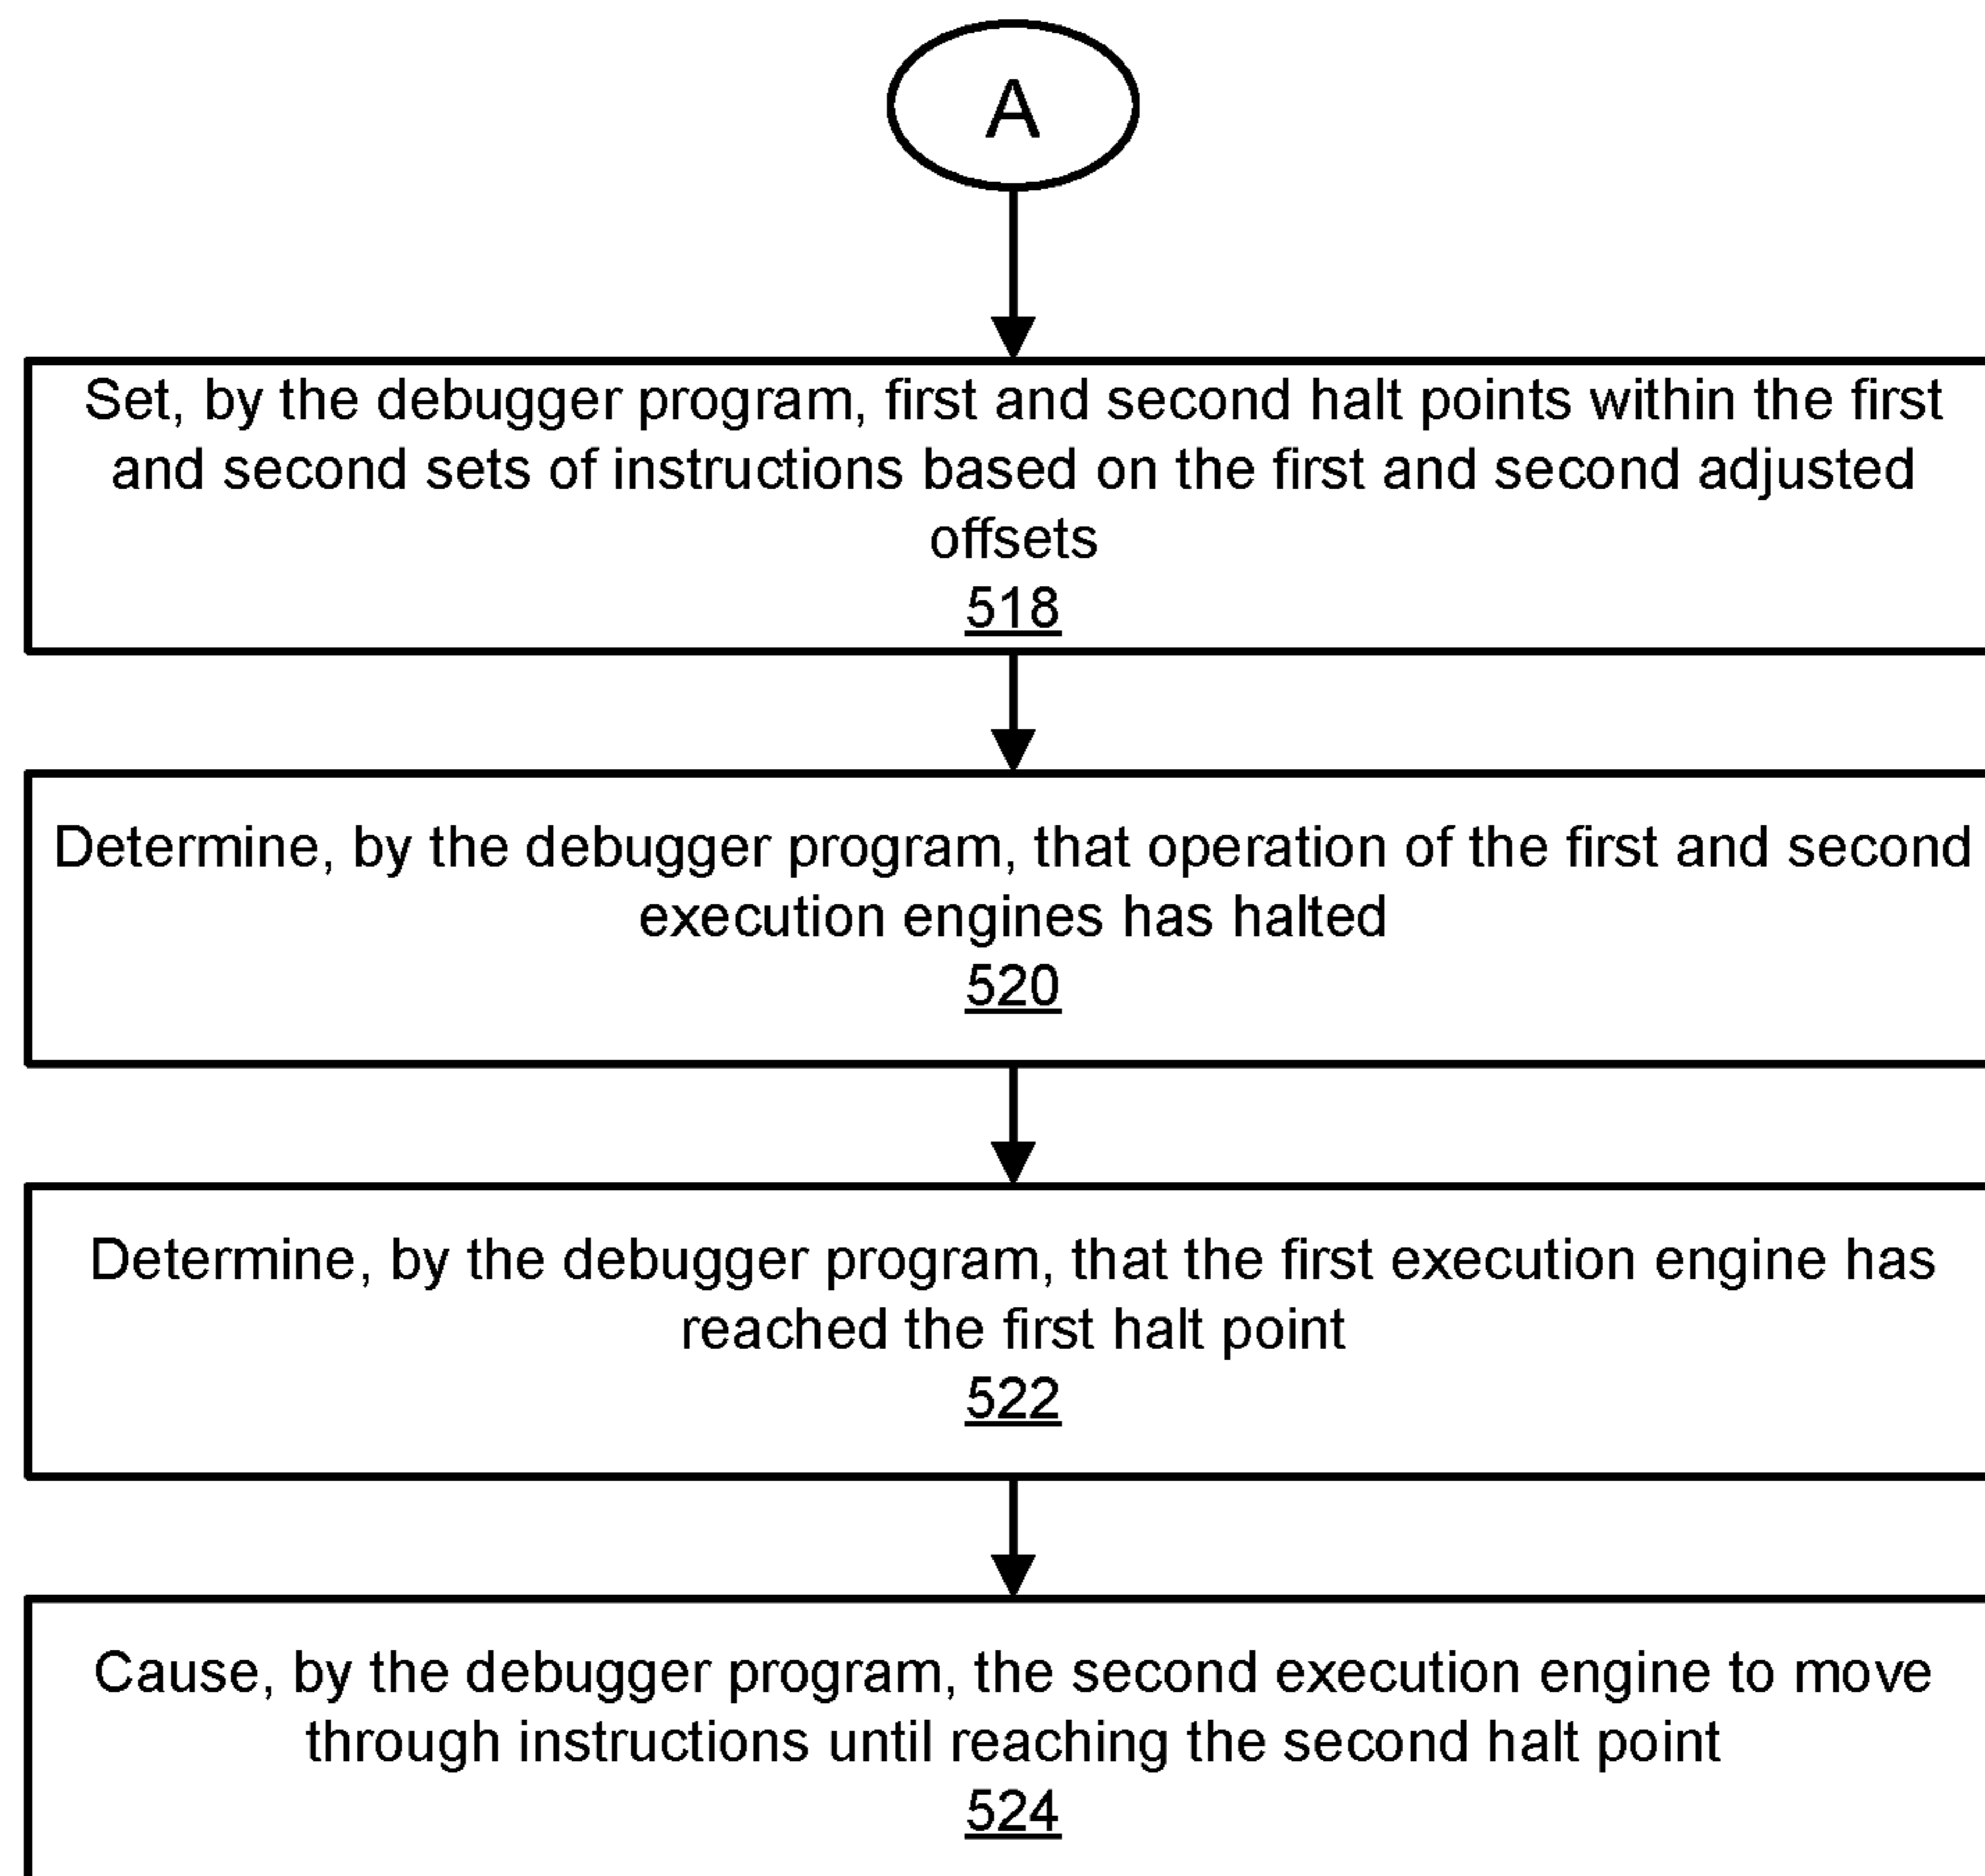 A
Set, by the debugger program, first and second halt points within the first
and second sets of instructions based on the first and second adjusted
offsets
518
Determine, by the debugger program, that operation of the first and second
execution engines has halted
520
Determine, by the debugger program, that the first execution engine has
reached the first halt point
522
Cause, by the debugger program, the second execution engine to move
through instructions until reaching the second halt point
524